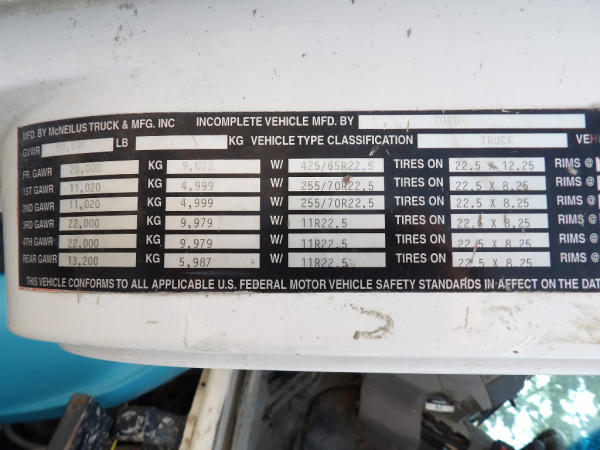 MFD. BY McNEILUS TRUCK & MFG. INC INCOMPLETE VEHICLE MFD. BY FORD
GVWR LB KG VEHICLE TYPE CLASSIFICATION TRUCK VEH
FR. GAWR 20,000 KG 9,072 W/ 425/65R22.5 TIRES ON 22.5 X 12.25 RIMS @
1ST GAWR 11,020 KG 4,999 W/ 255/70R22.5 TIRES ON 22.5 X 8.25 RIMS @
2ND GAWR 11,020 KG 4,999 W/ 255/70R22.5 TIRES ON 22.5 X 8.25 RIMS @
3RD GAWR 22,000 KG 9,979 W/ 11R22.5 TIRES ON 22.5 X 8.25 RIMS @
4TH GAWR 22,000 KG 9,979 W/ 11R22.5 TIRES ON 22.5 X 8.25 RIMS @
REAR GAWR 13,200 KG 5,987 W/ 11R22.5 TIRES ON 22.5 X 8.25 RIMS @
THIS VEHICLE CONFORMS TO ALL APPLICABLE U.S. FEDERAL MOTOR VEHICLE SAFETY STANDARDS IN AFFECT ON THE DAT